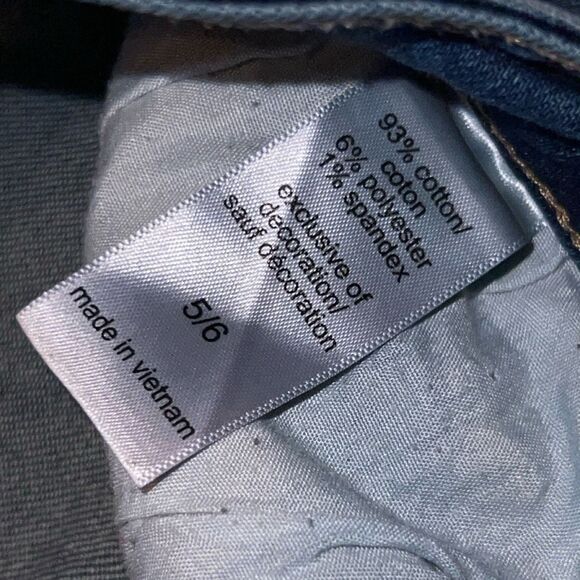 93% cotton/
coton
6% polyester
1% spandex
exclusive of
decoration/
sauf décoration
5/6
made in vietnam